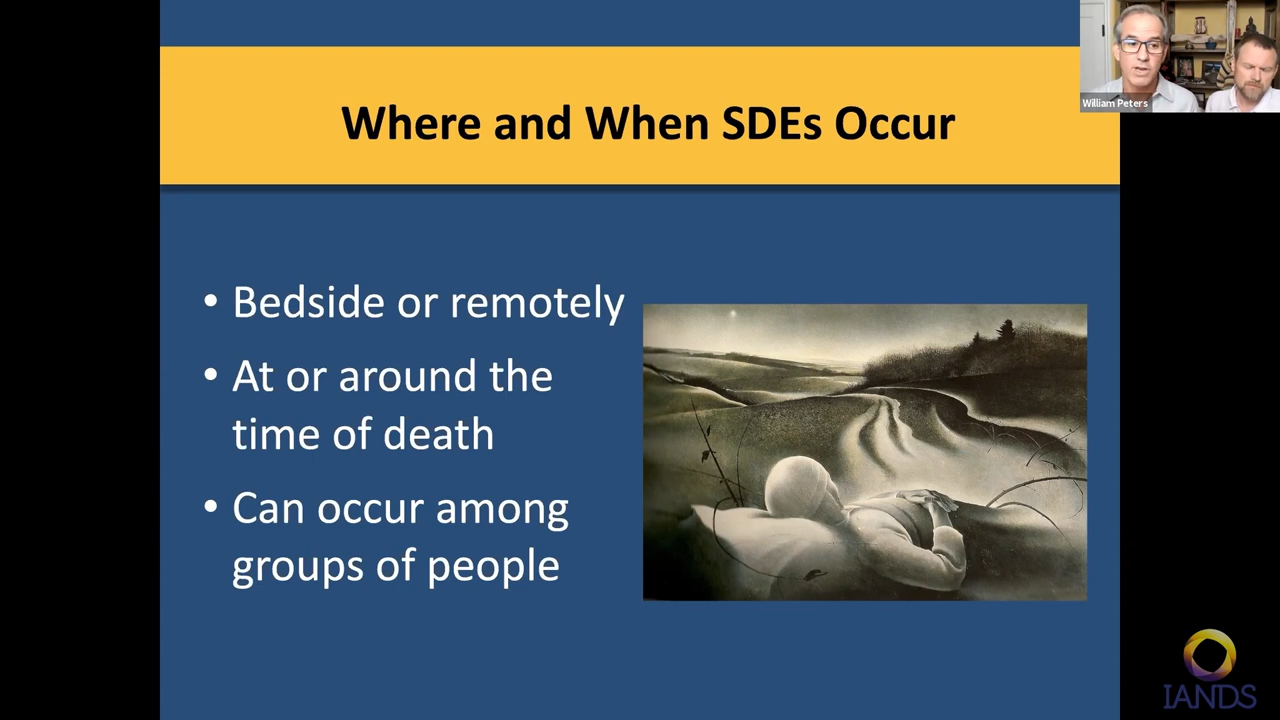 Where and When SDEs Occur
William Peters
• Bedside or remotely
• At or around the
time of death
• Can occur among
groups of people
IANDS